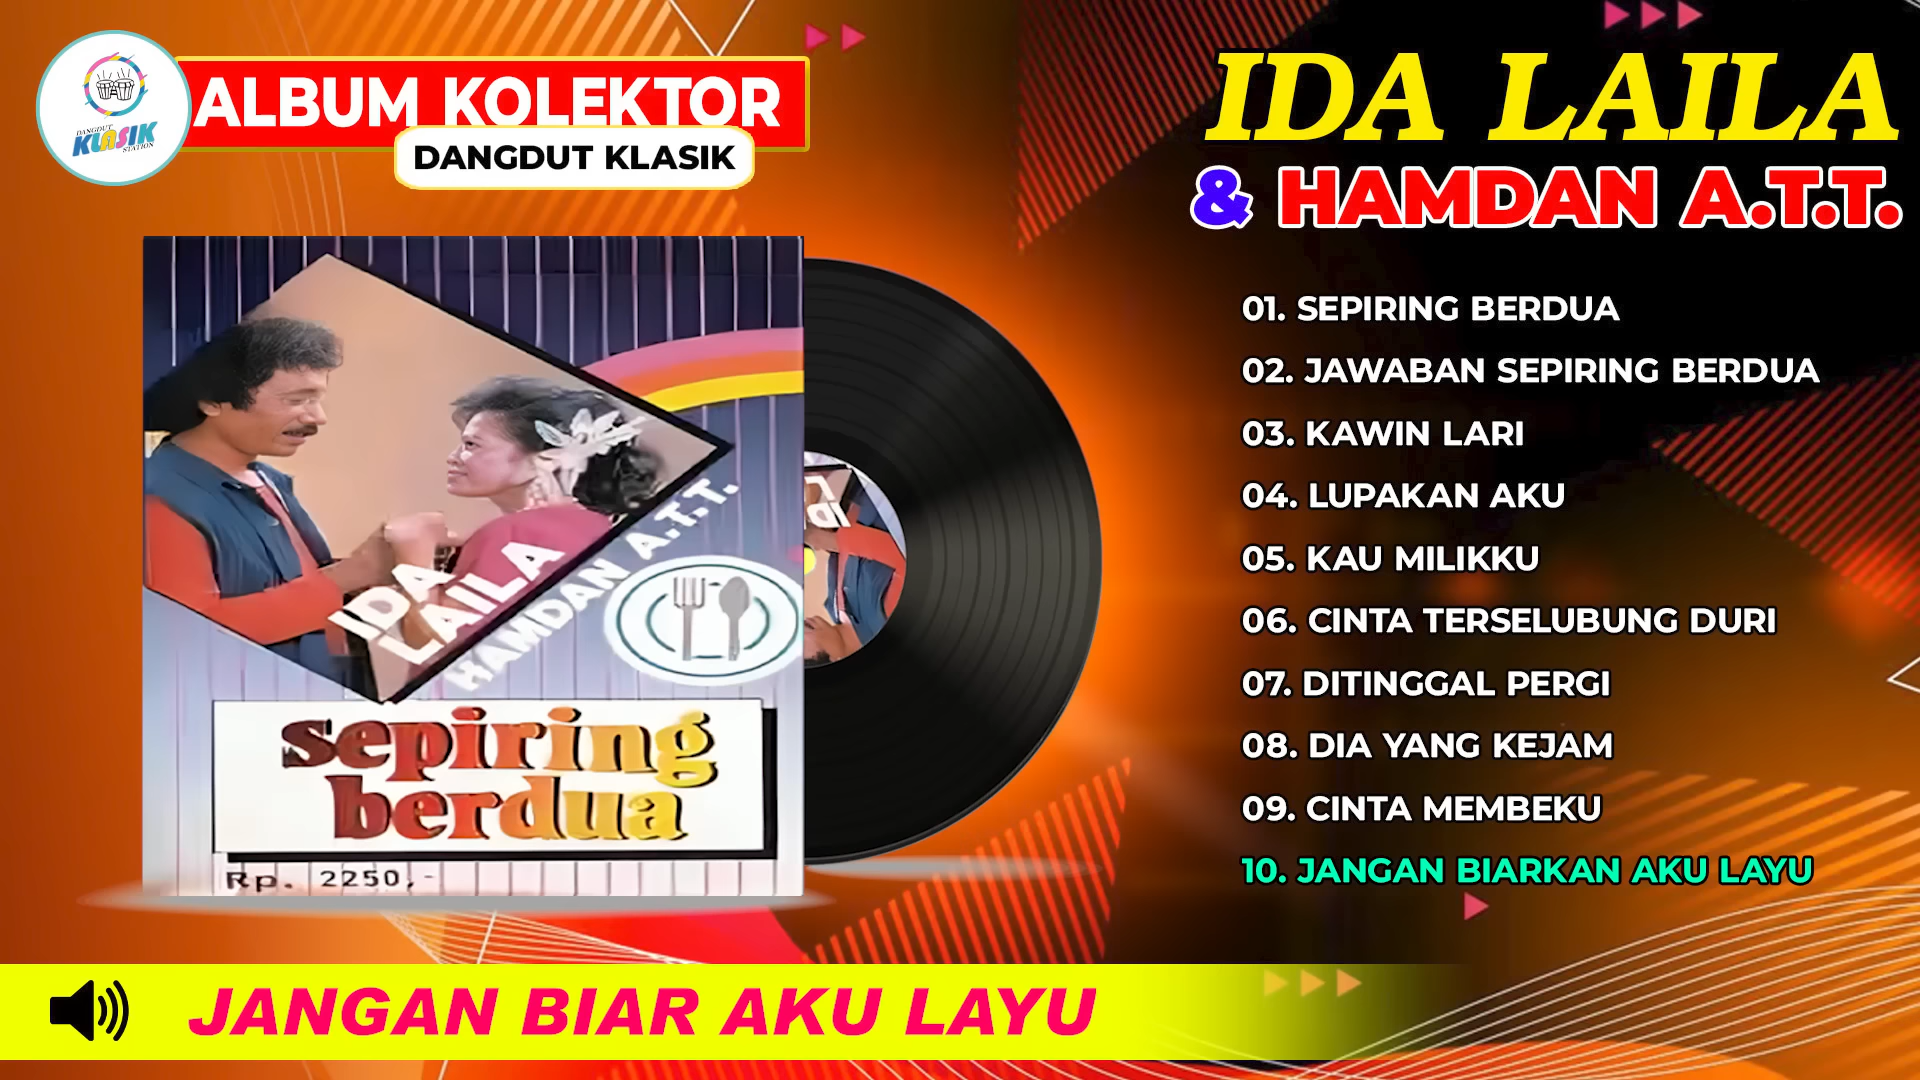 DANGDUT
KLASIK
STATION
ALBUM KOLEKTOR
DANGDUT KLASIK
IDA LAILA
& HAMDAN A.T.T.
IDA
LAILA
HAMDAN A.T.T.
sepiring
berdua
Rp. 2250,-
01. SEPIRING BERDUA
02. JAWABAN SEPIRING BERDUA
03. KAWIN LARI
04. LUPAKAN AKU
05. KAU MILIKKU
06. CINTA TERSELUBUNG DURI
07. DITINGGAL PERGI
08. DIA YANG KEJAM
09. CINTA MEMBEKU
10. JANGAN BIARKAN AKU LAYU
JANGAN BIAR AKU LAYU